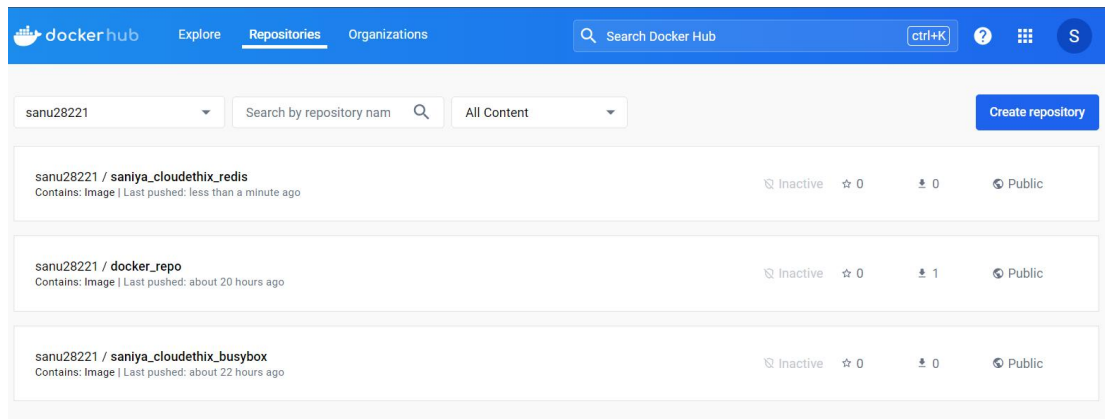 dockerhub Explore Repositories Organizations Search Docker Hub ctrl+K ? S
sanu28221 Search by repository nam All Content Create repository
sanu28221 / saniya_cloudethix_redis
Contains: Image | Last pushed: less than a minute ago
Inactive 0 0 Public
sanu28221 / docker_repo
Contains: Image | Last pushed: about 20 hours ago
Inactive 0 1 Public
sanu28221 / saniya_cloudethix_busybox
Contains: Image | Last pushed: about 22 hours ago
Inactive 0 0 Public